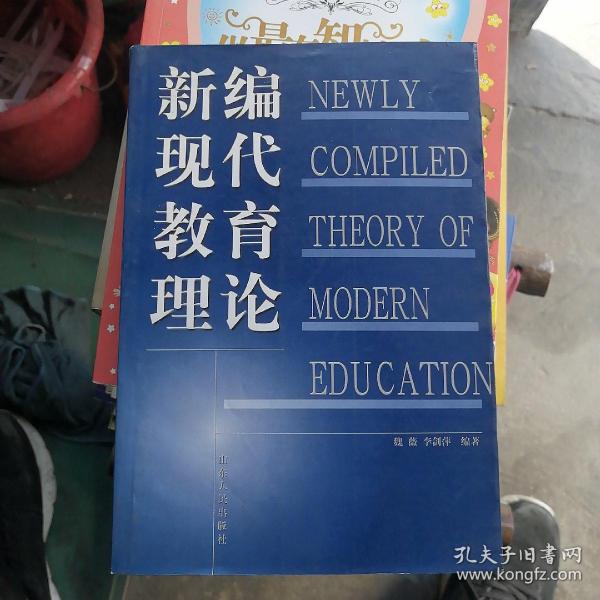 新编
现代
教育
理论
NEWLY
COMPILED
THEORY OF
MODERN
EDUCATION
魏薇 李剑萍 编著
山东人民出版社
孔夫子旧书网
www.kongfz.com